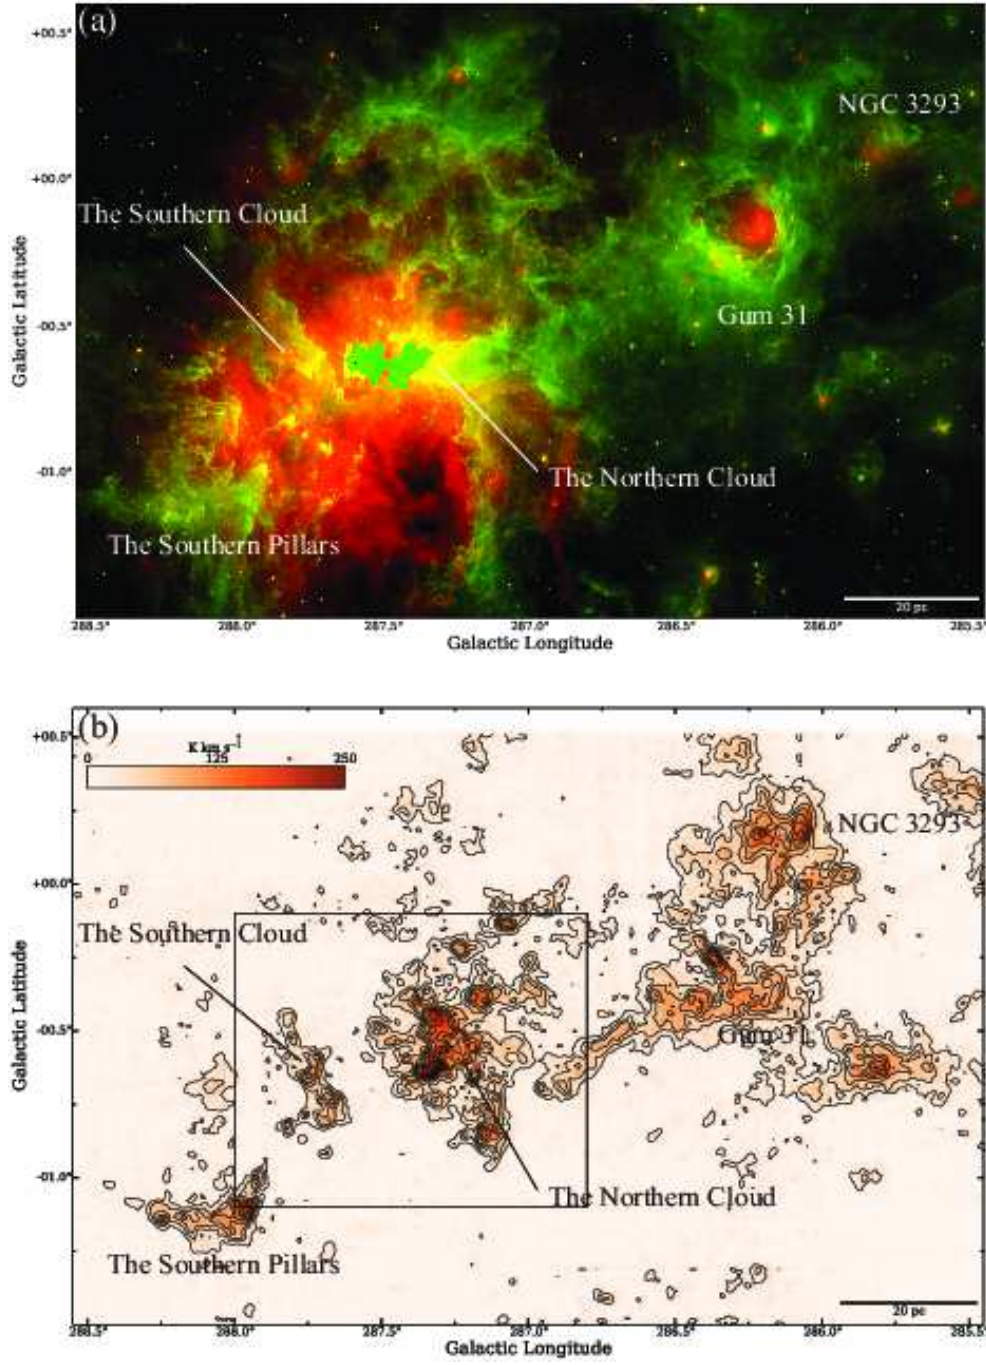 (a)
+00.5°
NGC 3293
+00.0°
The Southern Cloud
Galactic Latitude
Gum 31
-00.5°
-01.0°
The Northern Cloud
The Southern Pillars
20 pc
288.5° 288.0° 287.5° 287.0° 286.5° 286.0° 285.5°
Galactic Longitude
(b)
+00.5°
K km s⁻¹
0 125 250
NGC 3293
+00.0°
The Southern Cloud
Galactic Latitude
-00.5°
Gum 31
-01.0°
The Northern Cloud
The Southern Pillars
20 pc
288.5° 288.0° 287.5° 287.0° 286.5° 286.0° 285.5°
Galactic Longitude